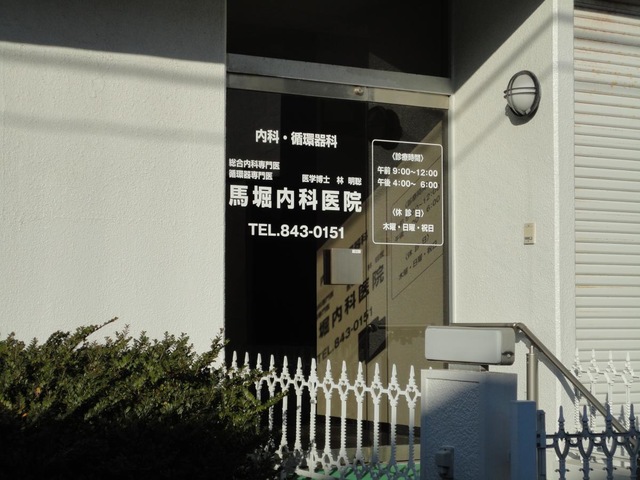 内科・循環器科
総合内科専門医
循環器専門医 医学博士 林 明聡
馬堀内科医院
TEL.843-0151
〈診療時間〉
午前 9:00~12:00
午後 4:00~ 6:00
〈休 診 日〉
木曜・日曜・祝日